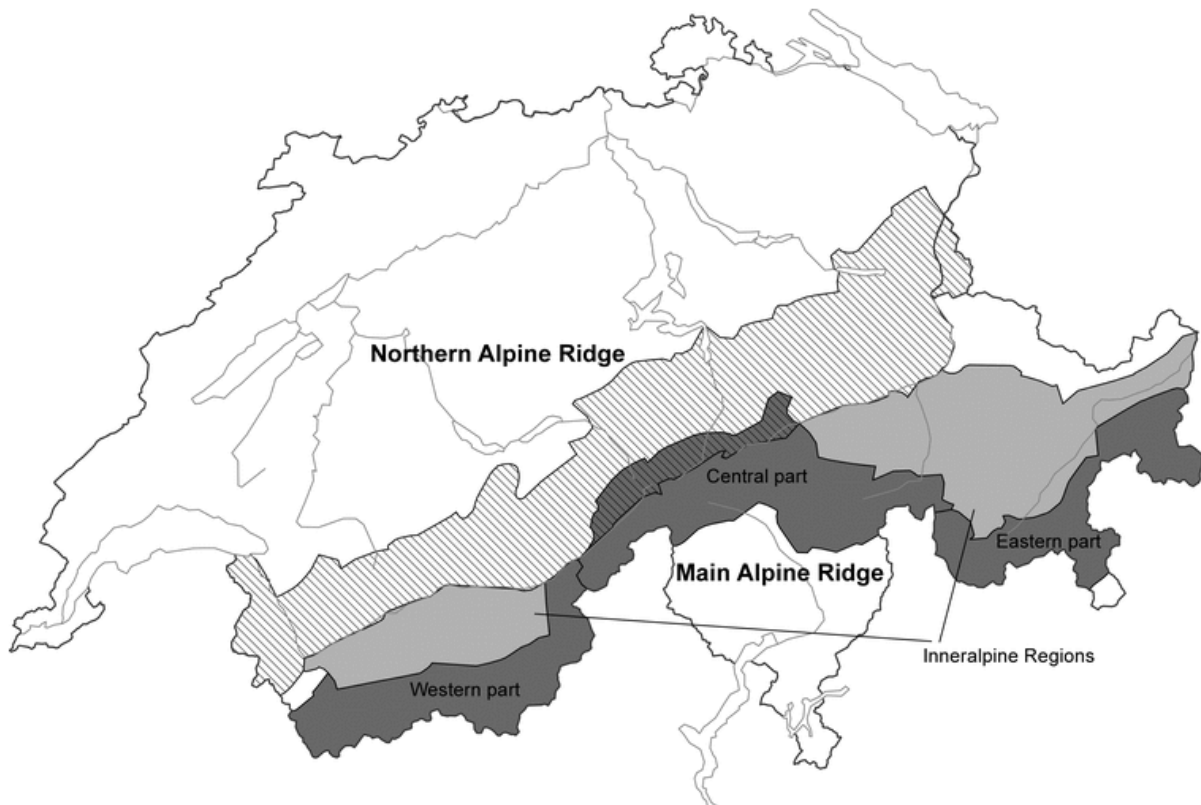 Northern Alpine Ridge
Central part
Eastern part
Main Alpine Ridge
Inneralpine Regions
Western part